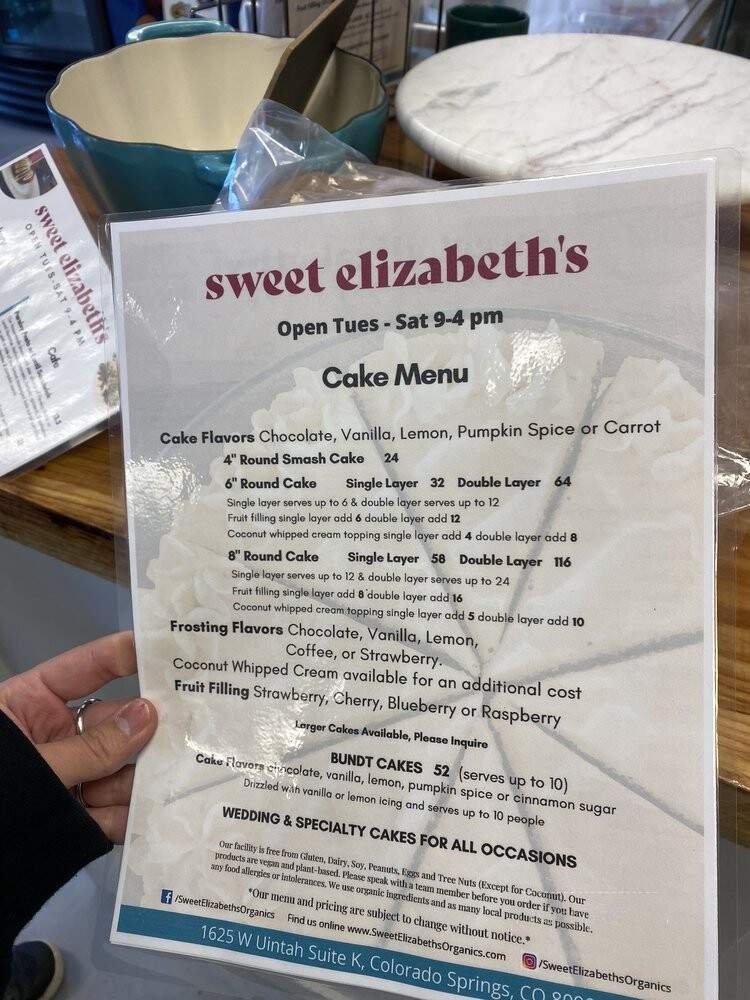 sweet elizabeth's
Open Tues - Sat 9-4 pm
Cake Menu
Cake Flavors Chocolate, Vanilla, Lemon, Pumpkin Spice or Carrot
4" Round Smash Cake 24
6" Round Cake Single Layer 32 Double Layer 64
Single layer serves up to 6 & double layer serves up to 12
Fruit filling single layer add 6 double layer add 12
Coconut whipped cream topping single layer add 4 double layer add 8
8" Round Cake Single Layer 58 Double Layer 116
Single layer serves up to 12 & double layer serves up to 24
Fruit filling single layer add 8 double layer add 16
Coconut whipped cream topping single layer add 5 double layer add 10
Frosting Flavors Chocolate, Vanilla, Lemon,
Coffee, or Strawberry.
Coconut Whipped Cream available for an additional cost
Fruit Filling Strawberry, Cherry, Blueberry or Raspberry
Larger Cakes Available, Please Inquire
BUNDT CAKES 52 (serves up to 10)
Cake Flavors chocolate, vanilla, lemon, pumpkin spice or cinnamon sugar
Drizzled with vanilla or lemon icing and serves up to 10 people
WEDDING & SPECIALTY CAKES FOR ALL OCCASIONS
Our facility is free from Gluten, Dairy, Soy, Peanuts, Eggs and Tree Nuts (Except for Coconut). Our
products are vegan and plant-based. Please speak with a team member before you order if you have
any food allergies or intolerances. We use organic ingredients and as many local products as possible.
*Our menu and pricing are subject to change without notice.*
/SweetElizabethsOrganics Find us online www.SweetElizabethsOrganics.com /SweetElizabethsOrganics
1625 W Uintah Suite K, Colorado Springs, CO
sweet elizabeth's
OPEN TUES-SAT 9-4 PM
Cafe